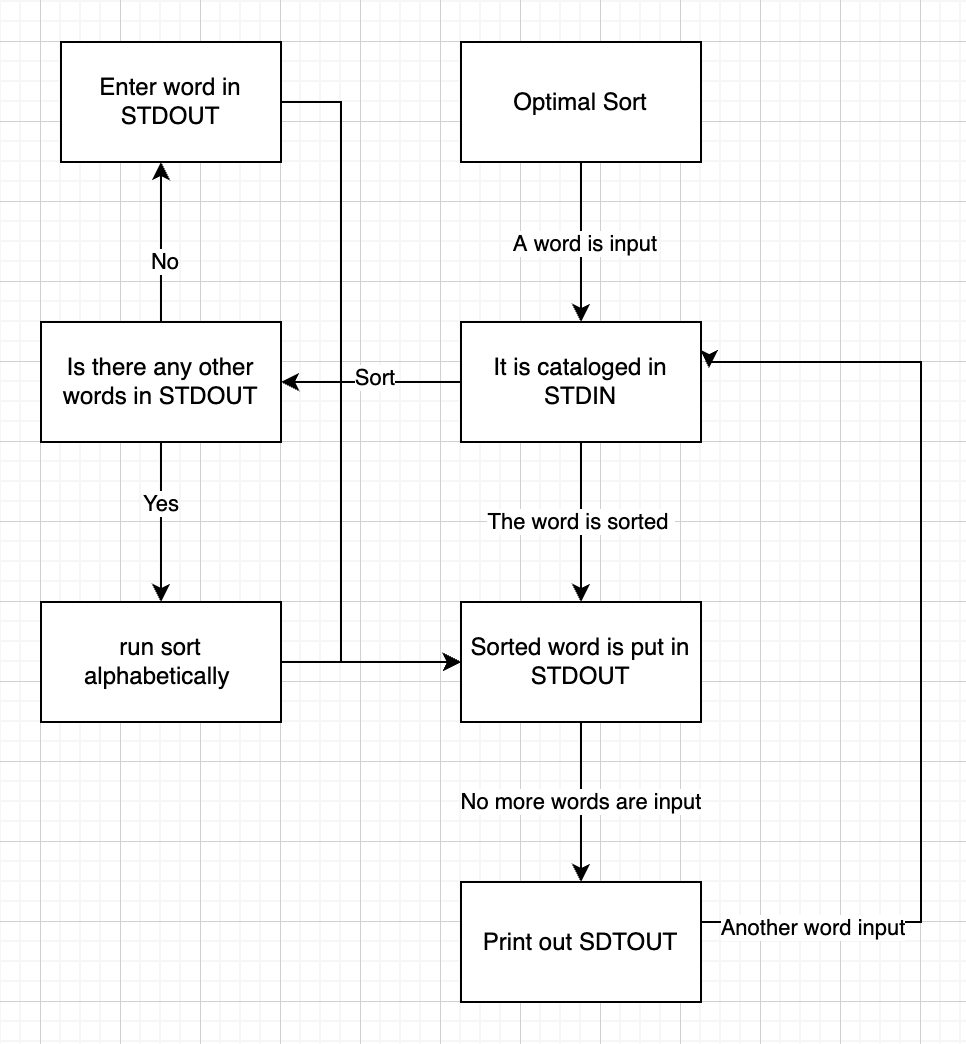 Enter word in
STDOUT
Optimal Sort
A word is input
No
Is there any other
words in STDOUT
Sort
It is cataloged in
STDIN
Yes
The word is sorted
run sort
alphabetically
Sorted word is put in
STDOUT
No more words are input
Print out SDTOUT
Another word input